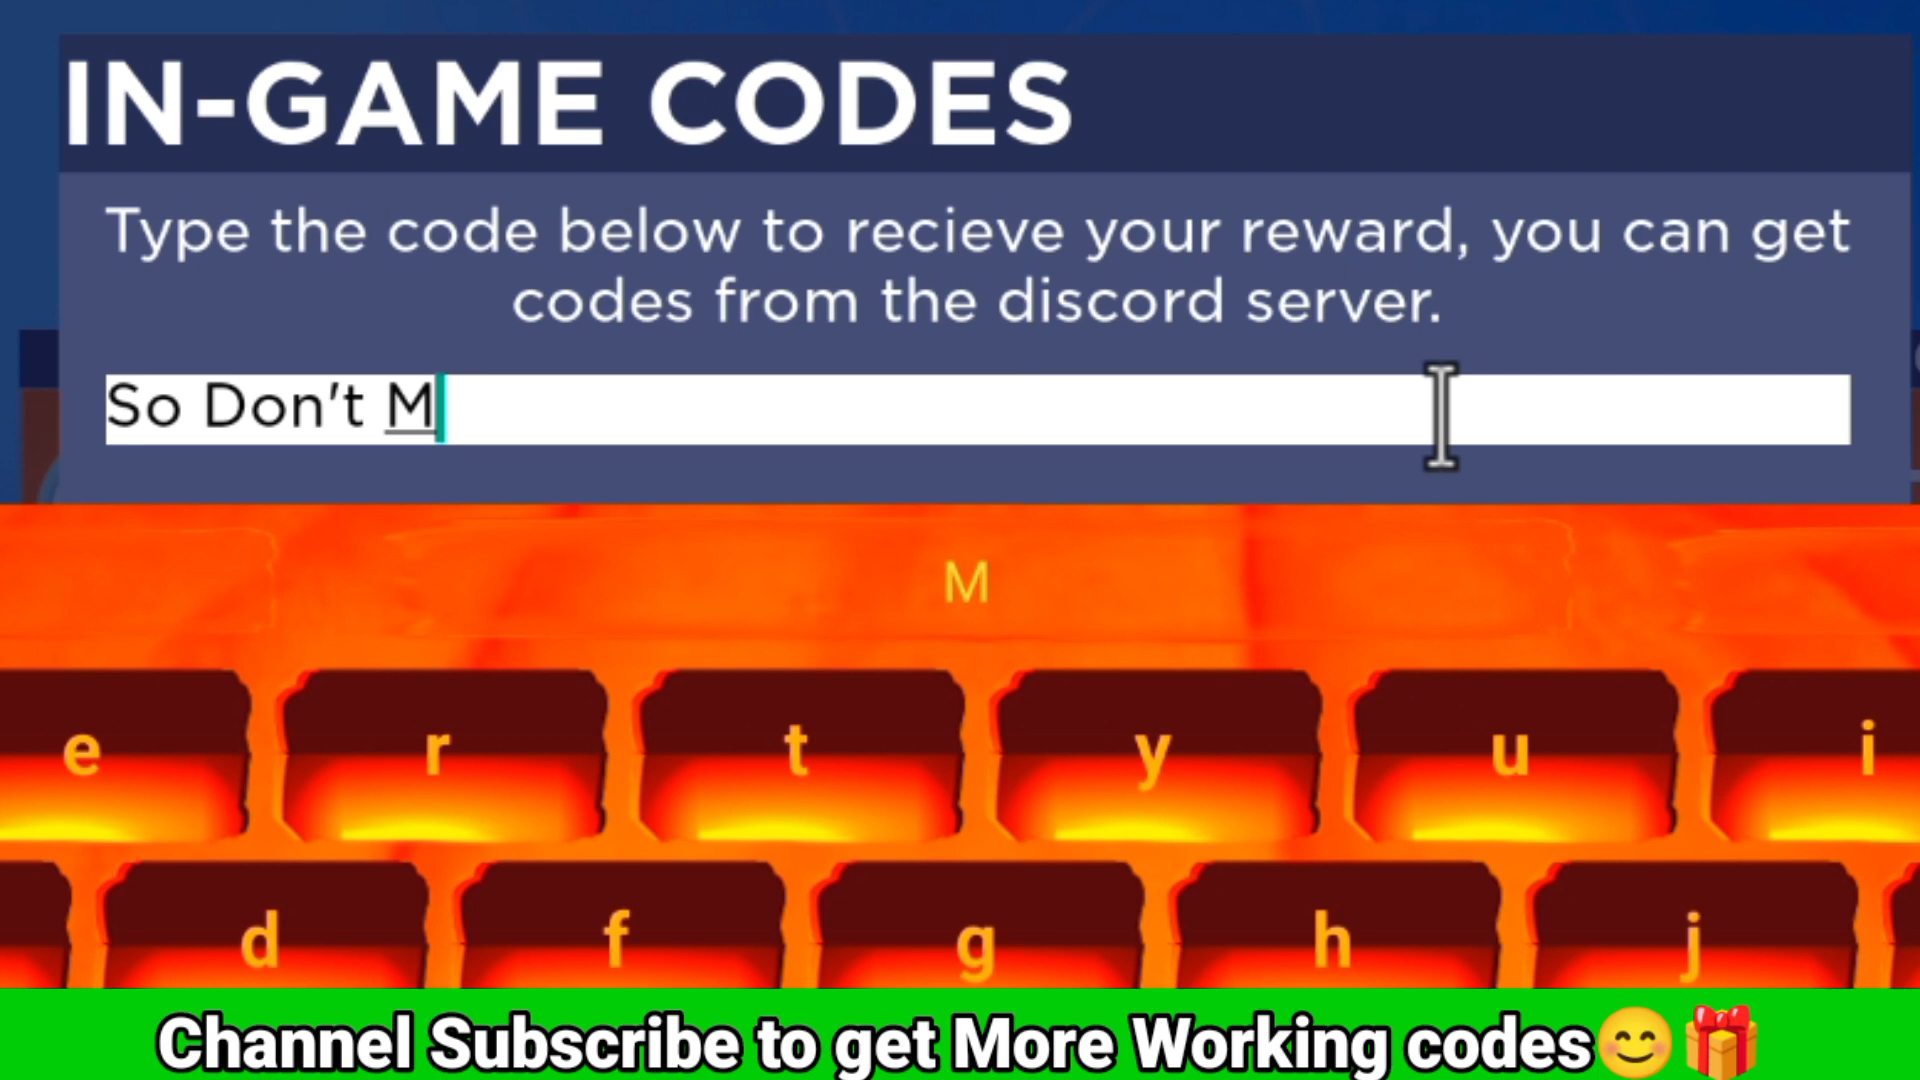 IN-GAME CODES
Type the code below to recieve your reward, you can get
codes from the discord server.
So Don't M
M
e r t y u i
d f g h j
Channel Subscribe to get More Working codes😊🎁